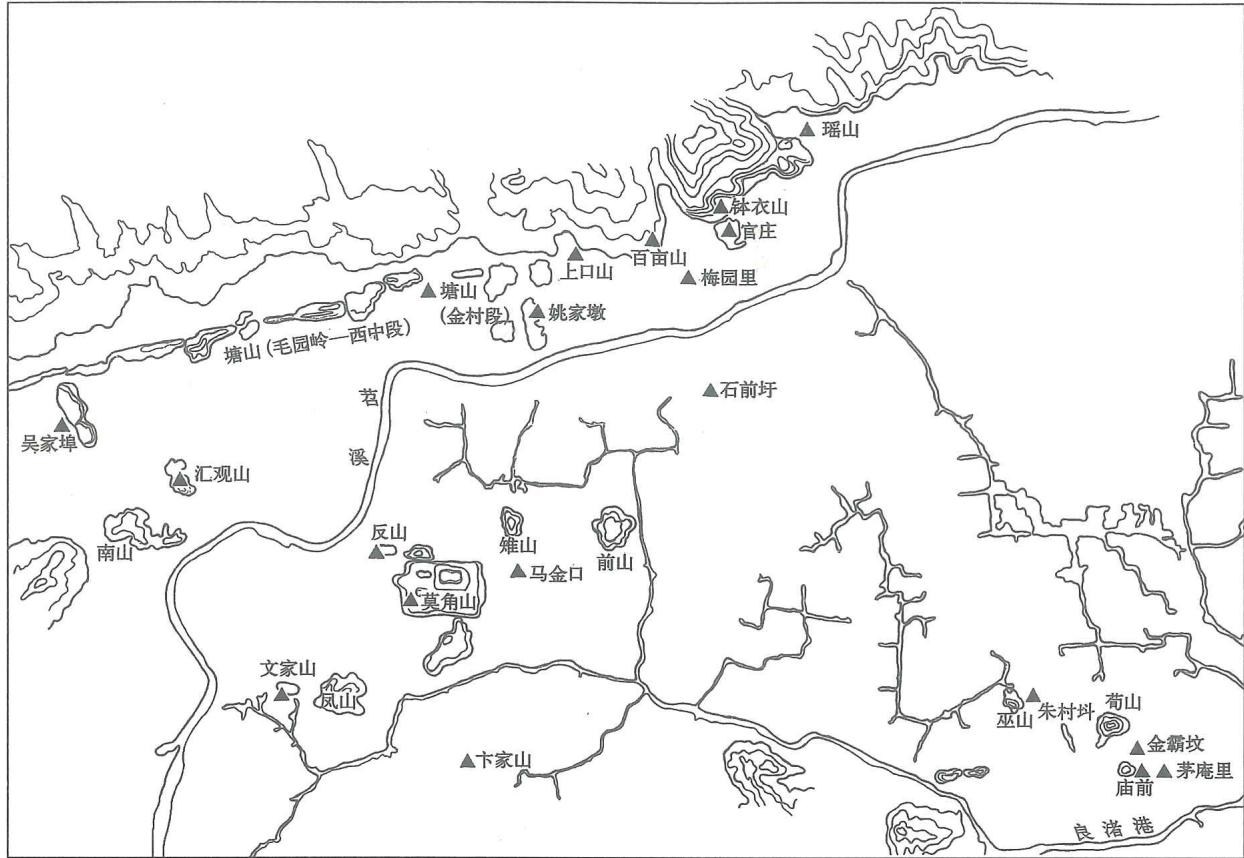 瑶山
钵衣山
官庄
百亩山
上口山
梅园里
塘山
(金村段)
姚家墩
塘山(毛园岭—西中段)
苕溪
石前圩
吴家埠
汇观山
南山
反山
雉山
前山
马金口
莫角山
文家山
凤山
卞家山
巫山
朱村坢
荀山
金霸坟
庙前
茅庵里
良渚港